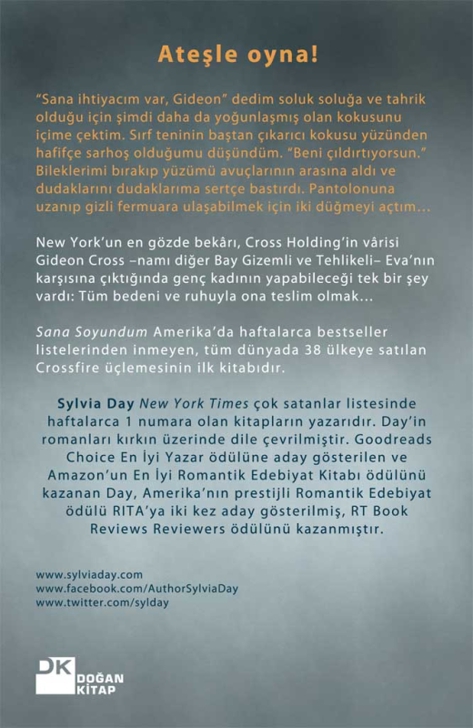 Ateşle oyna!
“Sana ihtiyacım var, Gideon” dedim soluk soluğa ve tahrik
olduğu için şimdi daha da yoğunlaşmış olan kokusunu
içime çektim. Sırf teninin baştan çıkarıcı kokusu yüzünden
hafifçe sarhoş olduğumu düşündüm. “Beni çıldırtıyorsun.”
Bileklerimi bırakıp yüzümü avuçlarının arasına aldı ve
dudaklarını dudaklarıma sertçe bastırdı. Pantolonuna
uzanıp gizli fermuara ulaşabilmek için iki düğmeyi açtım…
New York’un en gözde bekârı, Cross Holding’in vârisi
Gideon Cross –namı diğer Bay Gizemli ve Tehlikeli– Eva’nın
karşısına çıktığında genç kadının yapabileceği tek bir şey
vardı: Tüm bedeni ve ruhuyla ona teslim olmak…
Sana Soyundum Amerika’da haftalarca bestseller
listelerinden inmeyen, tüm dünyada 38 ülkeye satılan
Crossfire üçlemesinin ilk kitabıdır.
Sylvia Day New York Times çok satanlar listesinde
haftalarca 1 numara olan kitapların yazarıdır. Day’in
romanları kırkın üzerinde dile çevrilmiştir. Goodreads
Choice En İyi Yazar ödülüne aday gösterilen ve
Amazon’un En İyi Romantik Edebiyat Kitabı ödülünü
kazanan Day, Amerika’nın prestijli Romantik Edebiyat
ödülü RITA’ya iki kez aday gösterilmiş, RT Book
Reviews Reviewers ödülünü kazanmıştır.
www.sylviaday.com
www.facebook.com/AuthorSylviaDay
www.twitter.com/sylday
DK DOĞAN
KİTAP